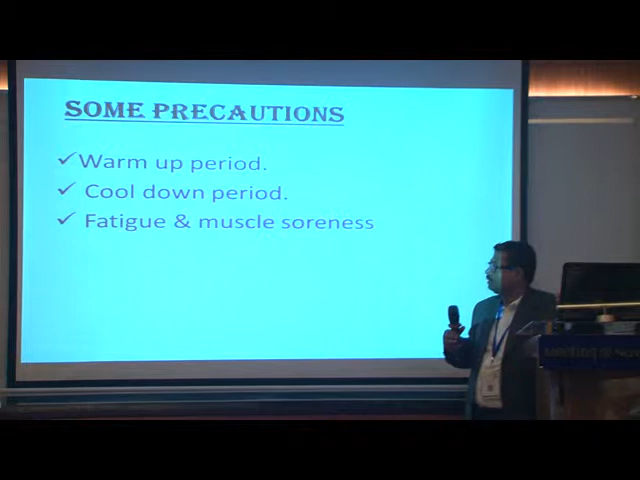 SOME PRECAUTIONS
✓Warm up period.
✓ Cool down period.
✓ Fatigue & muscle soreness